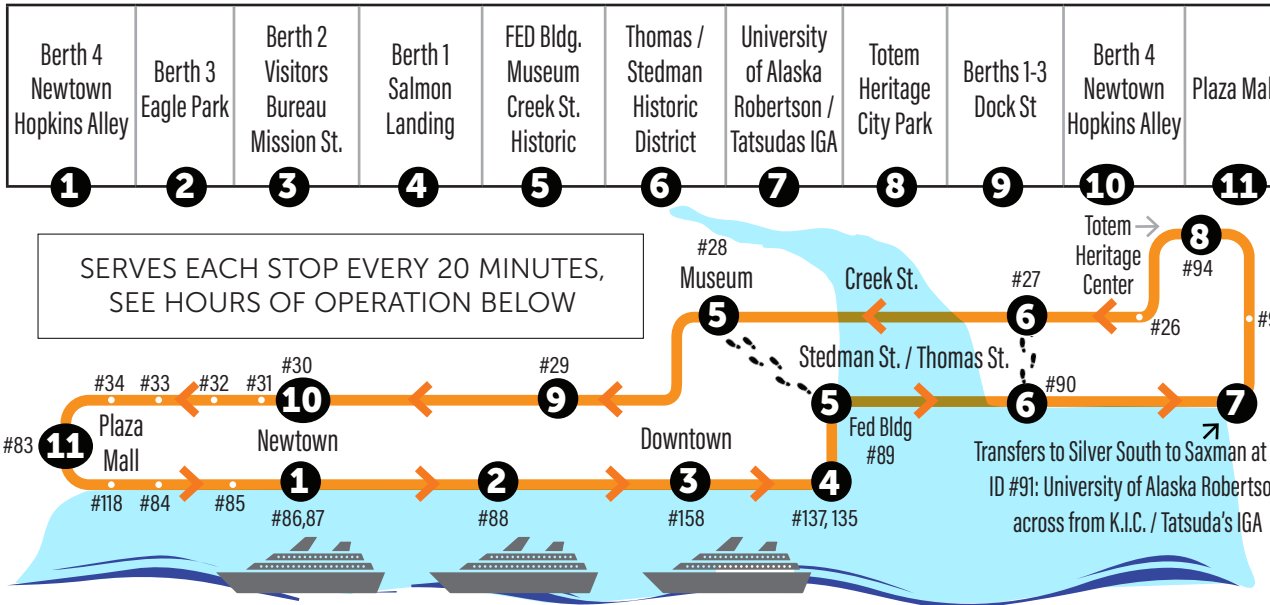 Berth 4
Newtown
Hopkins Alley
1
Berth 3
Eagle Park
2
Berth 2
Visitors
Bureau
Mission St.
3
Berth 1
Salmon
Landing
4
FED Bldg.
Museum
Creek St.
Historic
5
Thomas /
Stedman
Historic
District
6
University
of Alaska
Robertson /
Tatsudas IGA
7
Totem
Heritage
City Park
8
Berths 1-3
Dock St
9
Berth 4
Newtown
Hopkins Alley
10
Plaza Mal
11
SERVES EACH STOP EVERY 20 MINUTES,
SEE HOURS OF OPERATION BELOW
#28
Museum
5
Creek St.
#27
6
Totem
Heritage
Center
8
#94
#26
#9
#34
#33
#32
#31
#30
10
#29
9
Stedman St. / Thomas St.
5
Fed Bldg
#89
6
#90
7
#83
11
Plaza
Mall
Newtown
Downtown
1
2
3
4
#118
#84
#85
#86,87
#88
#158
#137, 135
Transfers to Silver South to Saxman at
ID #91: University of Alaska Robertso
across from K.I.C. / Tatsuda's IGA